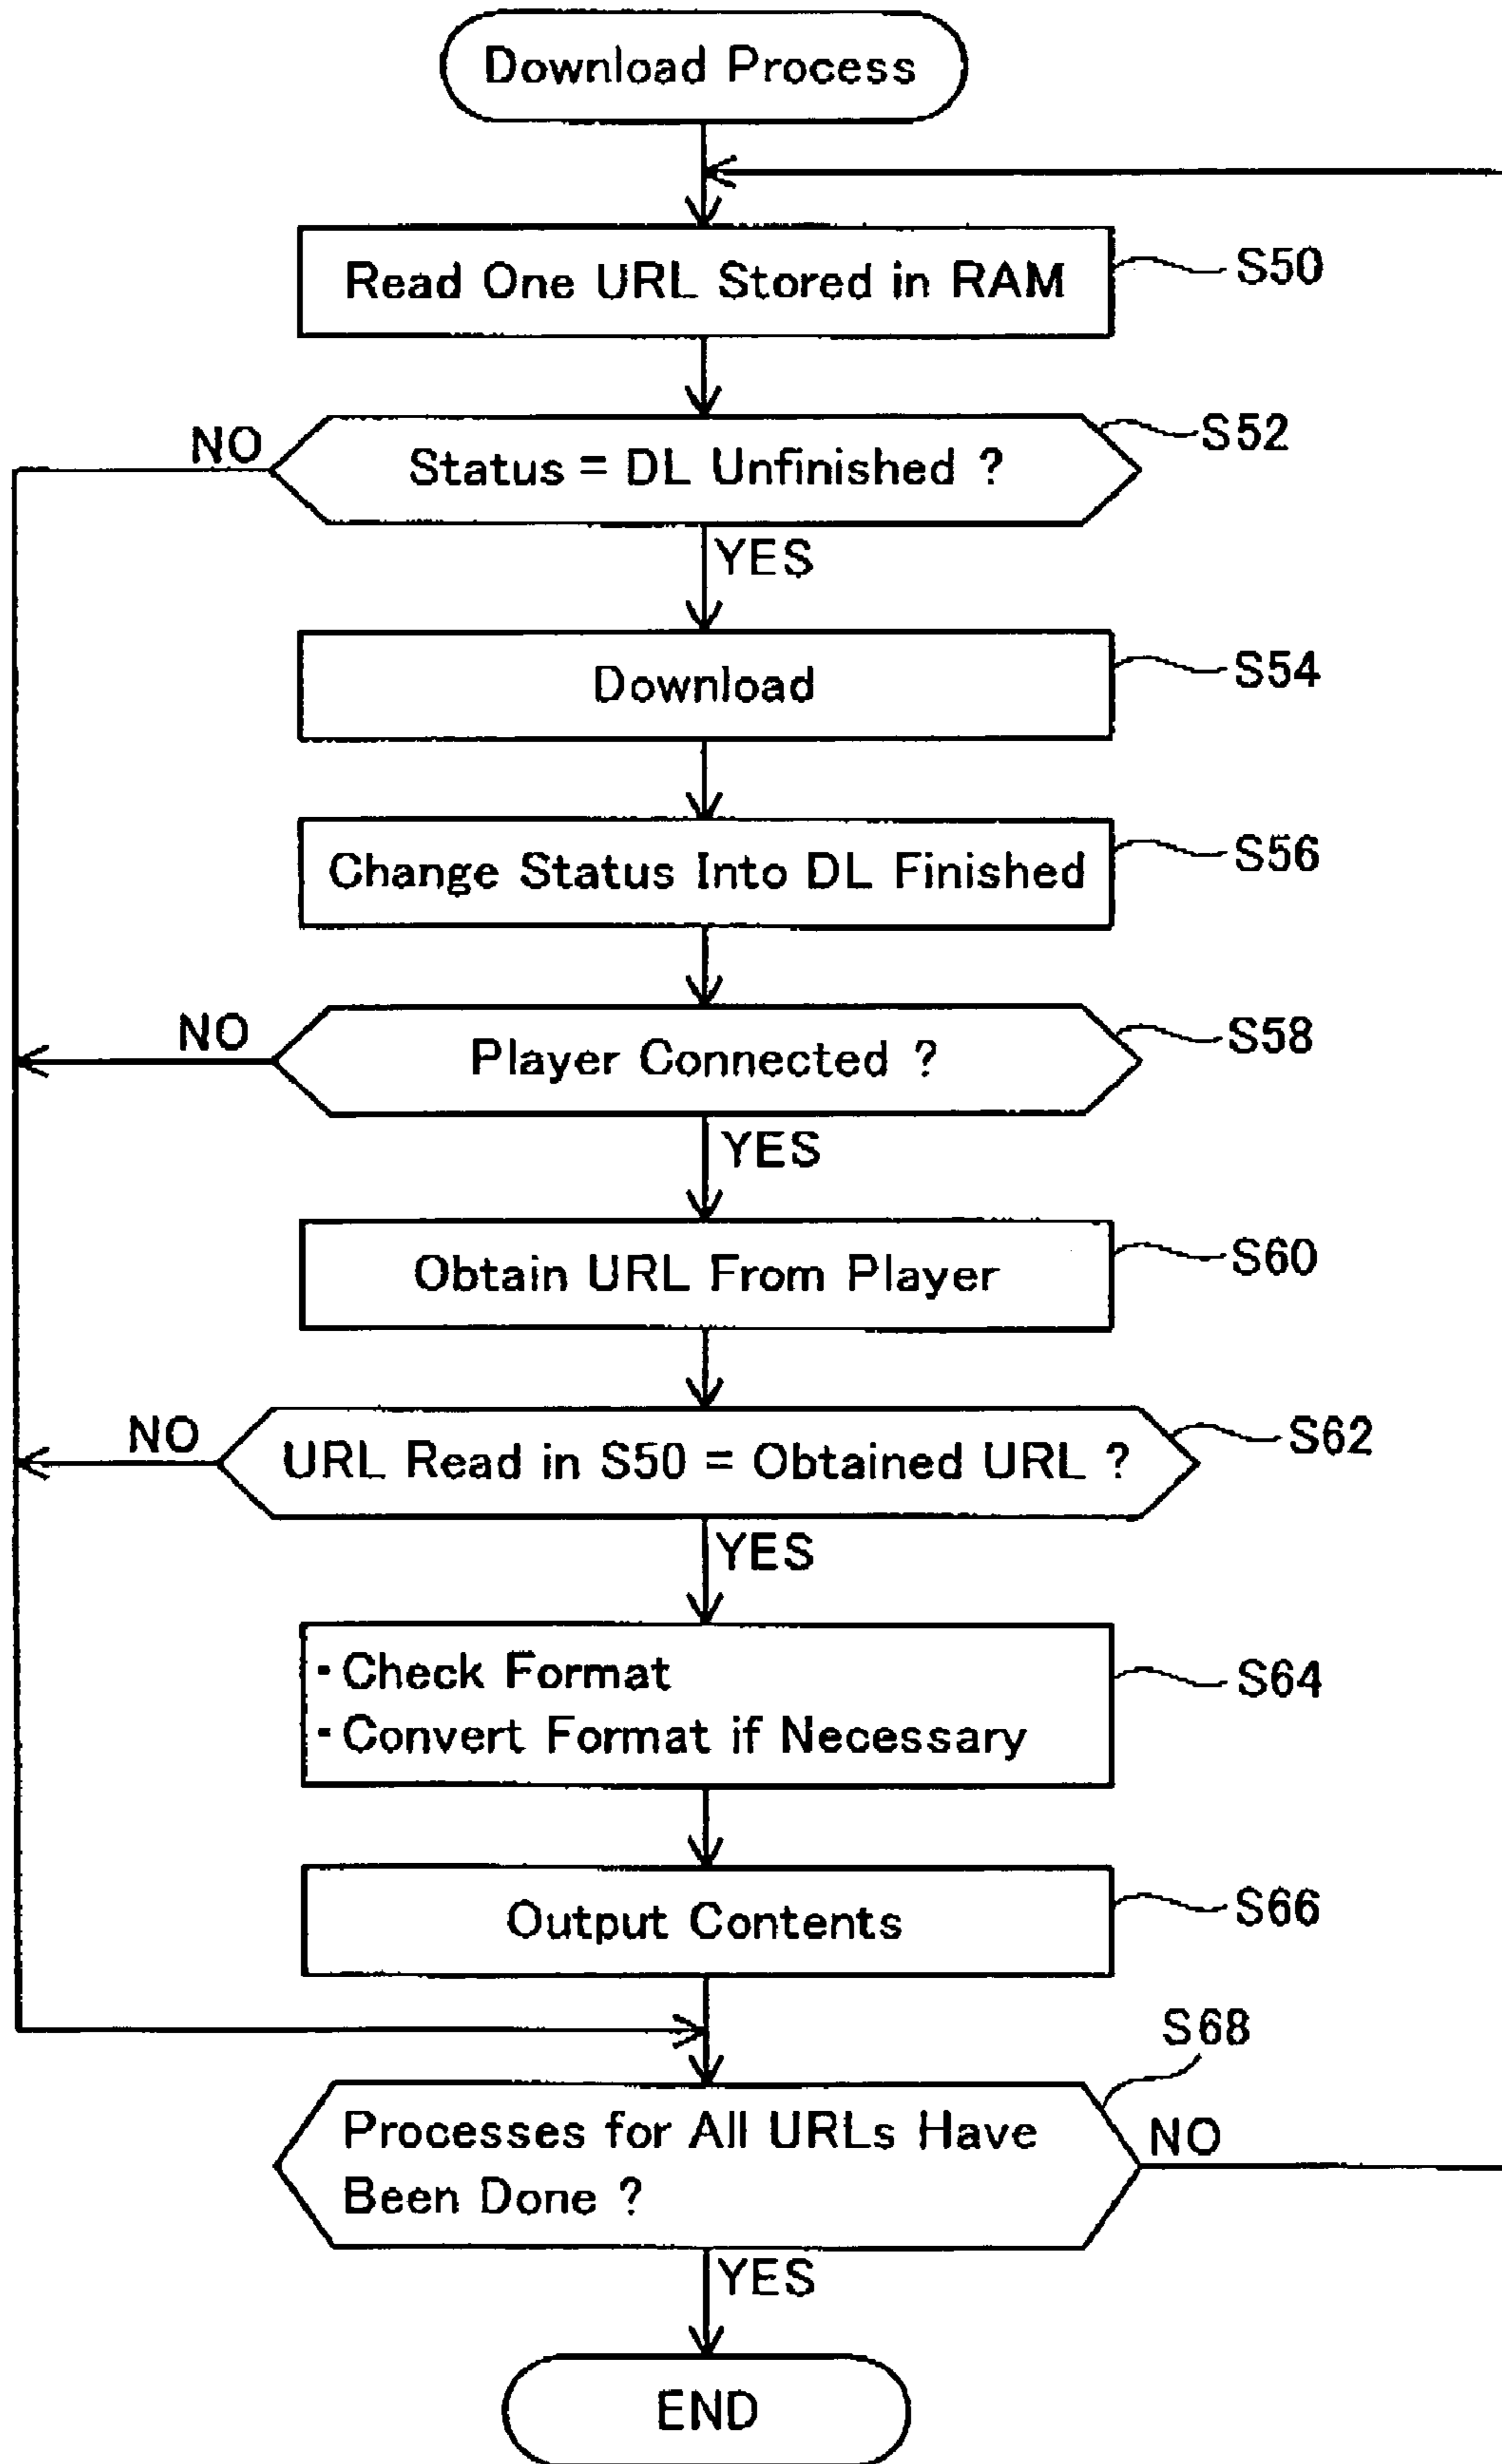 Download Process
Read One URL Stored in RAM
S50
Status = DL Unfinished ?
S52
NO
YES
Download
S54
Change Status Into DL Finished
S56
Player Connected ?
S58
NO
YES
Obtain URL From Player
S60
URL Read in S50 = Obtained URL ?
S62
NO
YES
・Check Format
・Convert Format if Necessary
S64
Output Contents
S66
S68
Processes for All URLs Have
Been Done ?
NO
YES
END